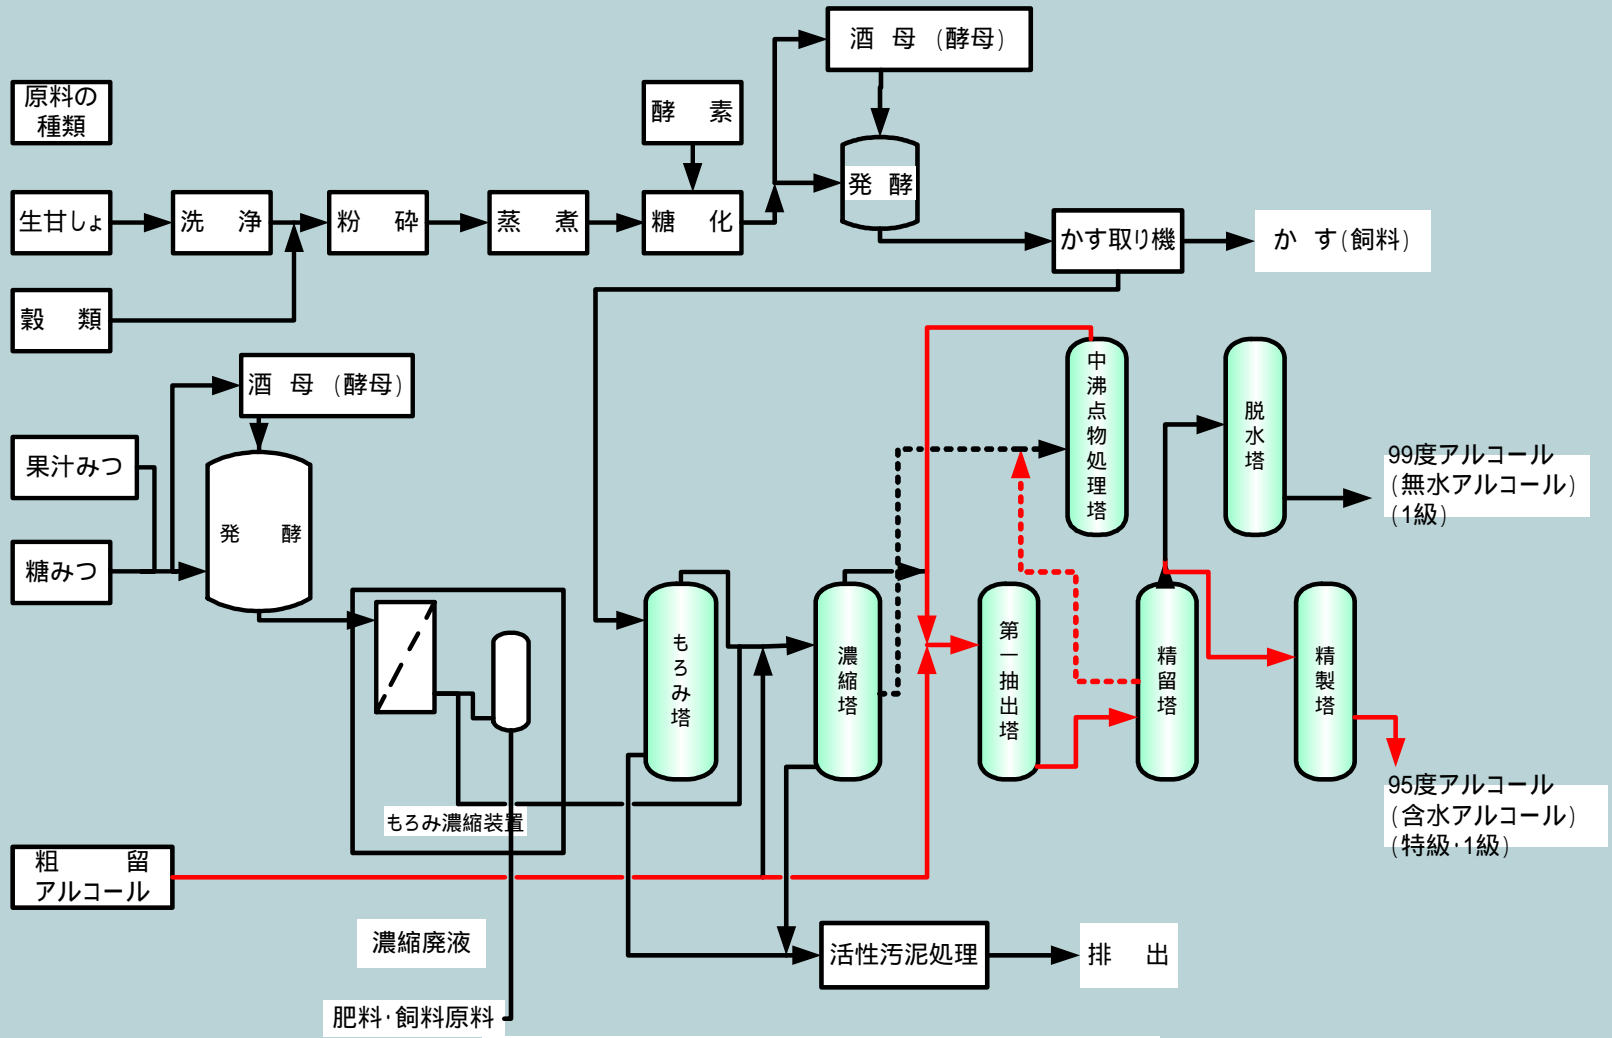 酒 母 (酵母)
原料の
種類
酵 素
発 酵
生甘しょ
洗 浄
粉 砕
蒸 煮
糖 化
かす取り機
か す(飼料)
穀 類
酒 母 (酵母)
果汁みつ
発 酵
糖みつ
中沸点物処理塔
脱水塔
99度アルコール
(無水アルコール)
(1級)
もろみ塔
濃縮塔
第一抽出塔
精留塔
精製塔
95度アルコール
(含水アルコール)
(特級・1級)
もろみ濃縮装置
粗 留
アルコール
濃縮廃液
活性汚泥処理
排 出
肥料・飼料原料